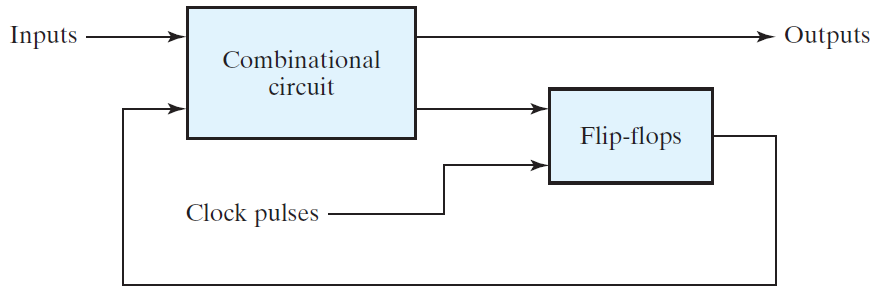 Inputs
Combinational
circuit
Outputs
Flip-flops
Clock pulses